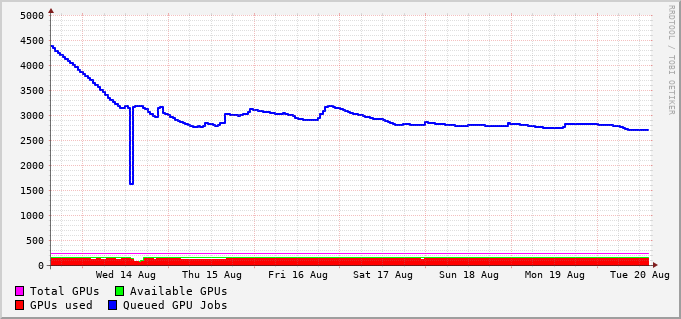 5000
4500
4000
3500
3000
2500
2000
1500
1000
500
0
Wed 14 Aug Thu 15 Aug Fri 16 Aug Sat 17 Aug Sun 18 Aug Mon 19 Aug Tue 20 Aug
Total GPUs Available GPUs
GPUs used Queued GPU Jobs
RRDTOOL / TOBI OETIKER